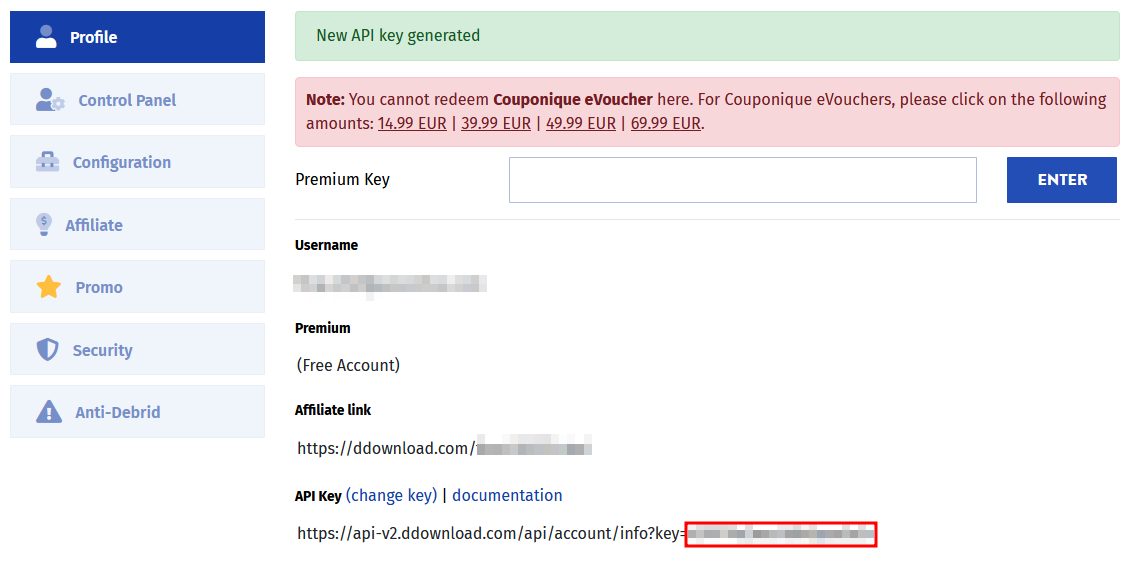 Profile
Control Panel
Configuration
Affiliate
Promo
Security
Anti-Debrid
New API key generated
Note: You cannot redeem Couponique eVoucher here. For Couponique eVouchers, please click on the following
amounts: 14.99 EUR | 39.99 EUR | 49.99 EUR | 69.99 EUR.
Premium Key
ENTER
Username
Premium
(Free Account)
Affiliate link
https://ddownload.com/
API Key (change key) | documentation
https://api-v2.ddownload.com/api/account/info?key=